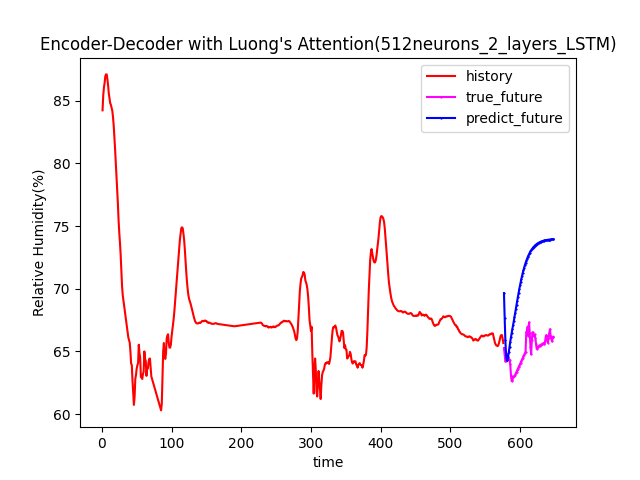 Encoder-Decoder with Luong's Attention(512neurons_2_layers_LSTM)
history
true_future
predict_future
Relative Humidity(%)
85
80
75
70
65
60
0 100 200 300 400 500 600
time